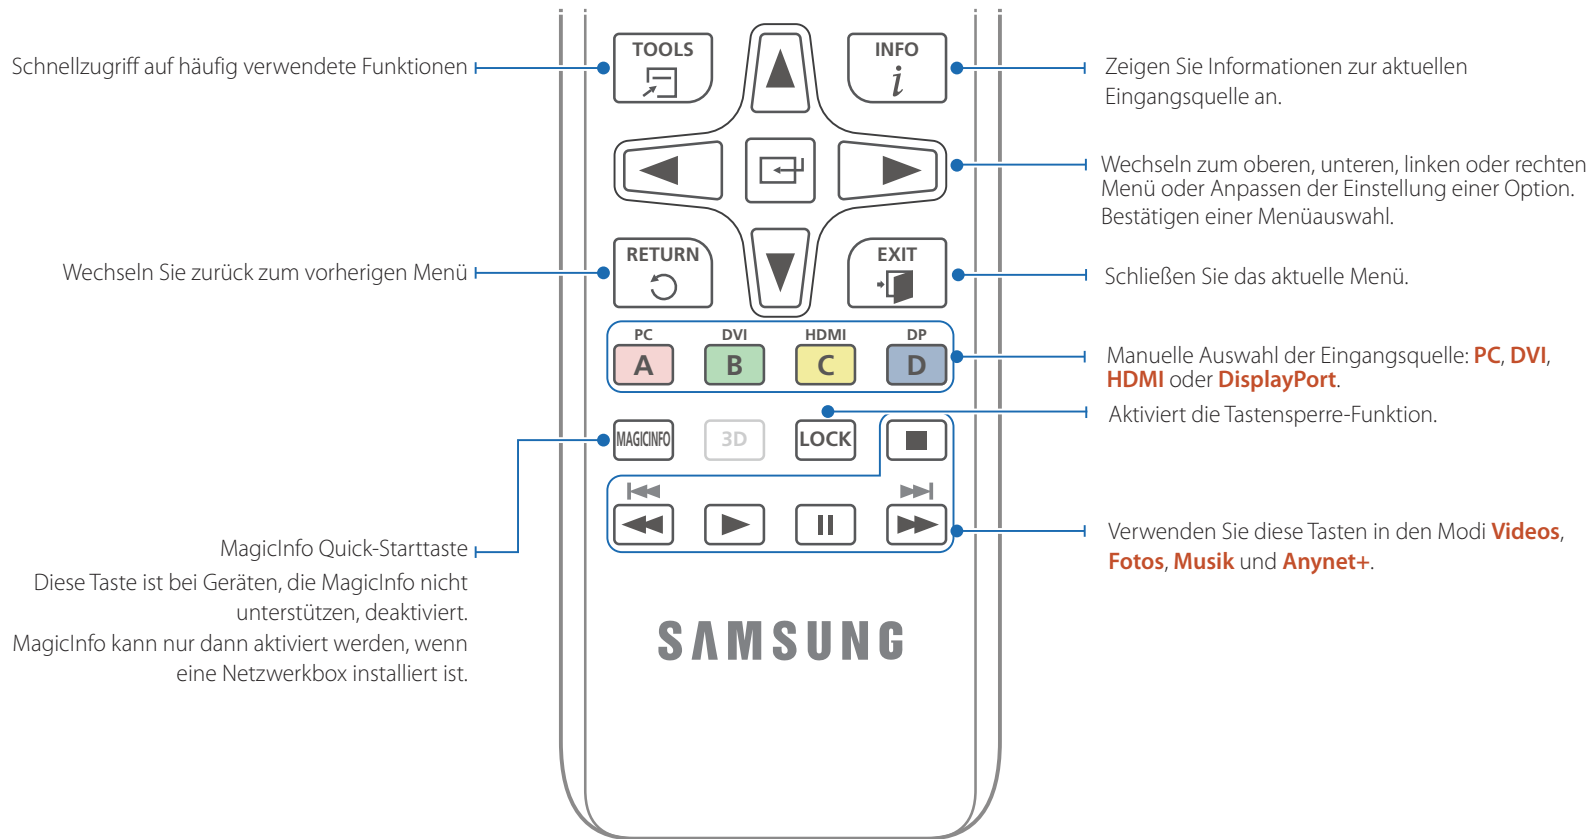 TOOLS
INFO
i
Schnellzugriff auf häufig verwendete Funktionen
Zeigen Sie Informationen zur aktuellen
Eingangsquelle an.
Wechseln zum oberen, unteren, linken oder rechten
Menü oder Anpassen der Einstellung einer Option.
Bestätigen einer Menüauswahl.
RETURN
EXIT
Wechseln Sie zurück zum vorherigen Menü
Schließen Sie das aktuelle Menü.
PC DVI HDMI DP
A B C D
Manuelle Auswahl der Eingangsquelle: PC, DVI,
HDMI oder DisplayPort.
Aktiviert die Tastensperre-Funktion.
MAGICINFO 3D LOCK
Verwenden Sie diese Tasten in den Modi Videos,
Fotos, Musik und Anynet+.
MagicInfo Quick-Starttaste
Diese Taste ist bei Geräten, die MagicInfo nicht
unterstützen, deaktiviert.
MagicInfo kann nur dann aktiviert werden, wenn
eine Netzwerkbox installiert ist.
SAMSUNG